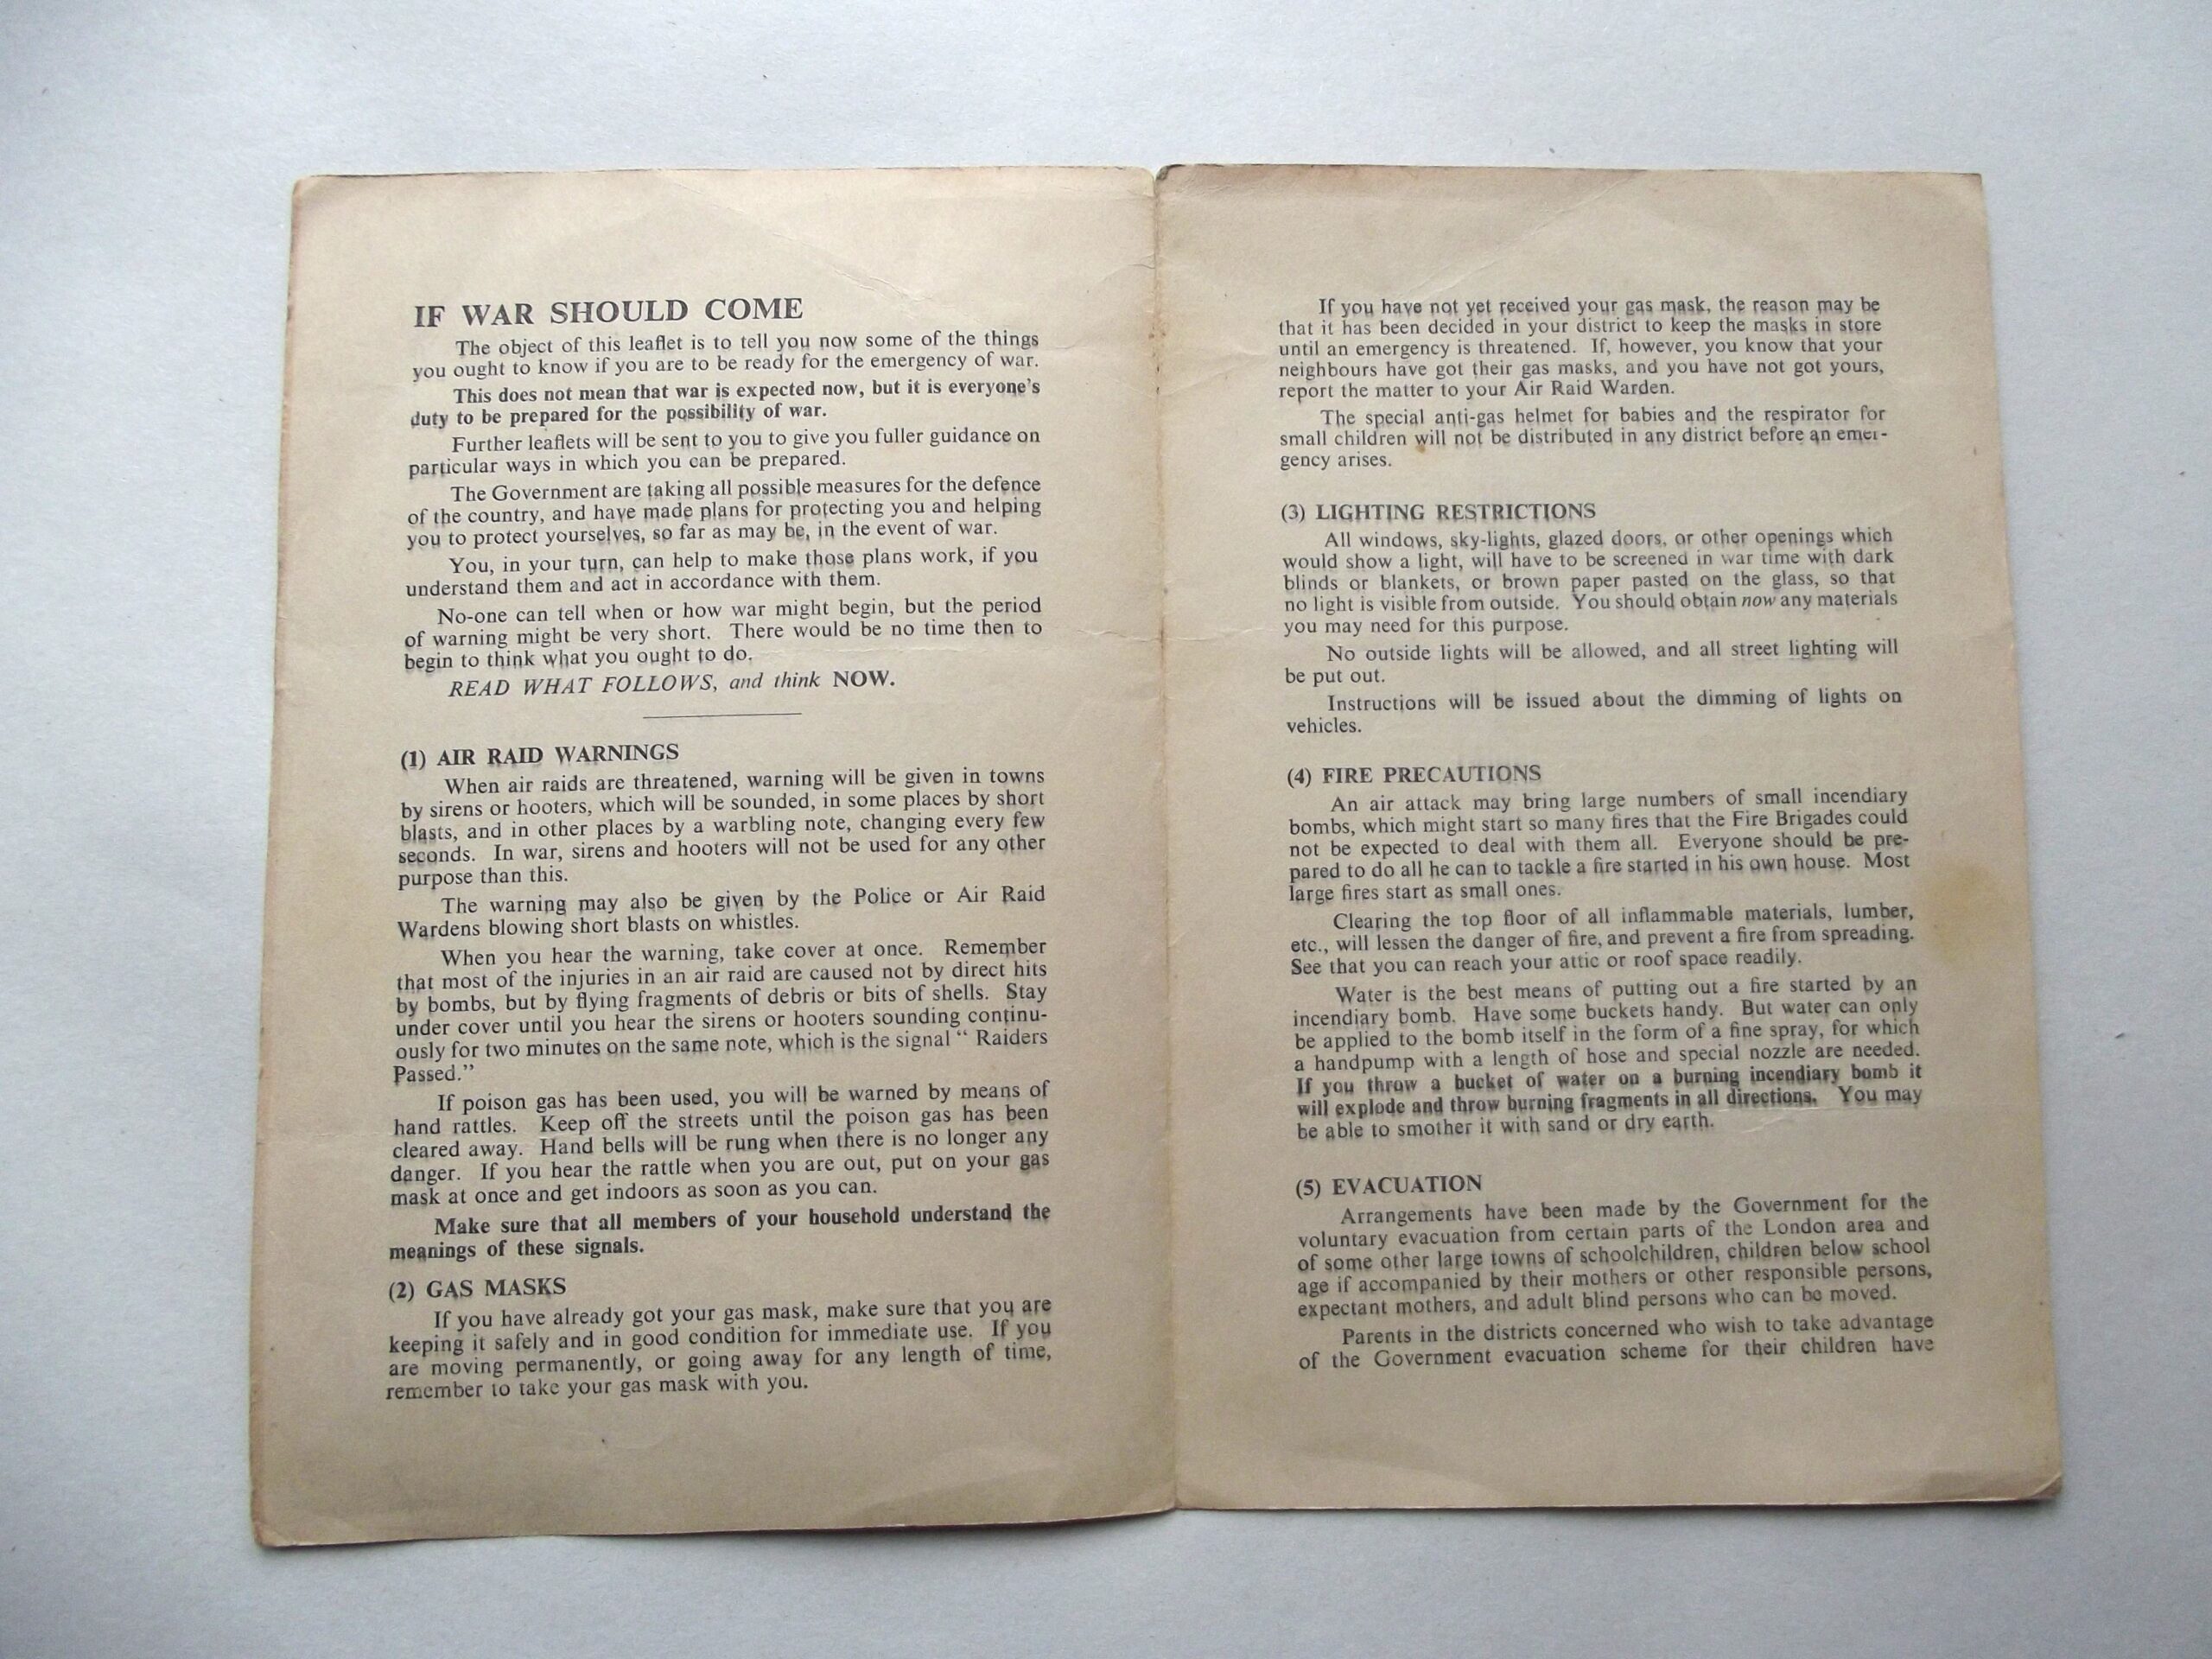 IF WAR SHOULD COME
The object of this leaflet is to tell you now some of the things
you ought to know if you are to be ready for the emergency of war.
This does not mean that war is expected now, but it is everyone's
duty to be prepared for the possibility of war.
Further leaflets will be sent to you to give you fuller guidance on
particular ways in which you can be prepared.
The Government are taking all possible measures for the defence
of the country, and have made plans for protecting you and helping
you to protect yourselves, so far as may be, in the event of war.
You, in your turn, can help to make those plans work, if you
understand them and act in accordance with them.
No-one can tell when or how war might begin, but the period
of warning might be very short. There would be no time then to
begin to think what you ought to do.
READ WHAT FOLLOWS, and think NOW.
(1) AIR RAID WARNINGS
When air raids are threatened, warning will be given in towns
by sirens or hooters, which will be sounded, in some places by short
blasts, and in other places by a warbling note, changing every few
seconds. In war, sirens and hooters will not be used for any other
purpose than this.
The warning may also be given by the Police or Air Raid
Wardens blowing short blasts on whistles.
When you hear the warning, take cover at once. Remember
that most of the injuries in an air raid are caused not by direct hits
by bombs, but by flying fragments of debris or bits of shells. Stay
under cover until you hear the sirens or hooters sounding continu-
ously for two minutes on the same note, which is the signal " Raiders
Passed."
If poison gas has been used, you will be warned by means of
hand rattles. Keep off the streets until the poison gas has been
cleared away. Hand bells will be rung when there is no longer any
danger. If you hear the rattle when you are out, put on your gas
mask at once and get indoors as soon as you can.
Make sure that all members of your household understand the
meanings of these signals.
(2) GAS MASKS
If you have already got your gas mask, make sure that you are
keeping it safely and in good condition for immediate use. If you
are moving permanently, or going away for any length of time,
remember to take your gas mask with you.
If you have not yet received your gas mask, the reason may be
that it has been decided in your district to keep the masks in store
until an emergency is threatened. If, however, you know that your
neighbours have got their gas masks, and you have not got yours,
report the matter to your Air Raid Warden.
The special anti-gas helmet for babies and the respirator for
small children will not be distributed in any district before an emer-
gency arises.
(3) LIGHTING RESTRICTIONS
All windows, sky-lights, glazed doors, or other openings which
would show a light, will have to be screened in war time with dark
blinds or blankets, or brown paper pasted on the glass, so that
no light is visible from outside. You should obtain now any materials
you may need for this purpose.
No outside lights will be allowed, and all street lighting will
be put out.
Instructions will be issued about the dimming of lights on
vehicles.
(4) FIRE PRECAUTIONS
An air attack may bring large numbers of small incendiary
bombs, which might start so many fires that the Fire Brigades could
not be expected to deal with them all. Everyone should be pre-
pared to do all he can to tackle a fire started in his own house. Most
large fires start as small ones.
Clearing the top floor of all inflammable materials, lumber,
etc., will lessen the danger of fire, and prevent a fire from spreading.
See that you can reach your attic or roof space readily.
Water is the best means of putting out a fire started by an
incendiary bomb. Have some buckets handy. But water can only
be applied to the bomb itself in the form of a fine spray, for which
a handpump with a length of hose and special nozzle are needed.
If you throw a bucket of water on a burning incendiary bomb it
will explode and throw burning fragments in all directions. You may
be able to smother it with sand or dry earth.
(5) EVACUATION
Arrangements have been made by the Government for the
voluntary evacuation from certain parts of the London area and
of some other large towns of schoolchildren, children below school
age if accompanied by their mothers or other responsible persons,
expectant mothers, and adult blind persons who can be moved.
Parents in the districts concerned who wish to take advantage
of the Government evacuation scheme for their children have